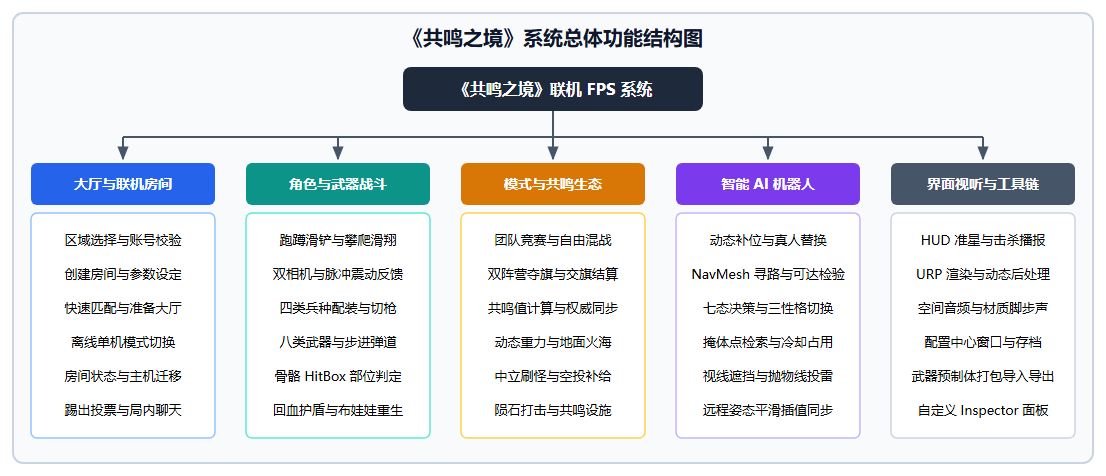 《共鸣之境》系统总体功能结构图
《共鸣之境》联机 FPS 系统
大厅与联机房间
区域选择与账号校验
创建房间与参数设定
快速匹配与准备大厅
离线单机模式切换
房间状态与主机迁移
踢出投票与局内聊天
角色与武器战斗
跑蹲滑铲与攀爬滑翔
双相机与脉冲震动反馈
四类兵种配装与切枪
八类武器与步进弹道
骨骼 HitBox 部位判定
回血护盾与布娃娃重生
模式与共鸣生态
团队竞赛与自由混战
双阵营夺旗与交旗结算
共鸣值计算与权威同步
动态重力与地面火海
中立刷怪与空投补给
陨石打击与共鸣设施
智能 AI 机器人
动态补位与真人替换
NavMesh 寻路与可达检验
七态决策与三性格切换
掩体点检索与冷却占用
视线遮挡与抛物线投雷
远程姿态平滑插值同步
界面视听与工具链
HUD 准星与击杀播报
URP 渲染与动态后处理
空间音频与材质脚步声
配置中心窗口与存档
武器预制体打包导入导出
自定义 Inspector 面板